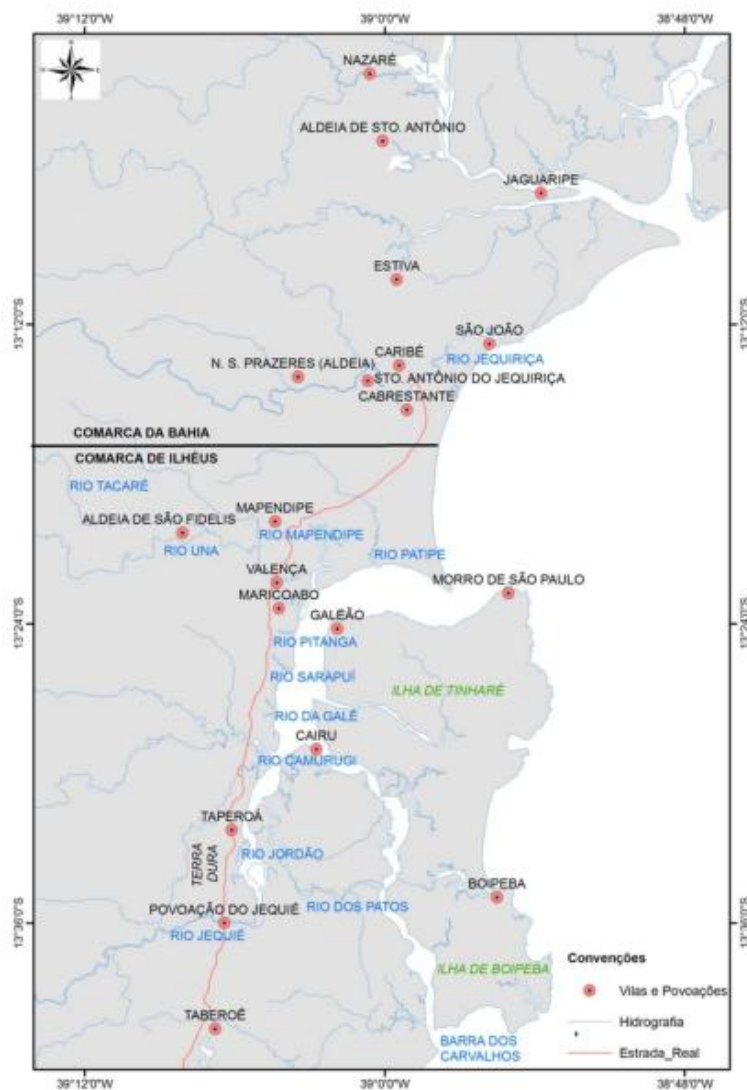 39°12'0"W 39°0'0"W 38°48'0"W
NAZARÉ
ALDEIA DE STO. ANTÔNIO
JAGUARIPE
ESTIVA
13°12'0"S 13°12'0"S
SÃO JOÃO
RIO JEQUIRIÇA
CARIBÉ
N. S. PRAZERES (ALDEIA)
STO. ANTÔNIO DO JEQUIRIÇA
CABRESTANTE
COMARCA DA BAHIA
COMARCA DE ILHÉUS
RIO TACARÉ
MAPENDIPE
ALDEIA DE SÃO FIDELIS
RIO MAPENDIPE
RIO UNA
RIO PATIPE
VALENÇA
MORRO DE SÃO PAULO
MARICOABO
GALEÃO
13°24'0"S 13°24'0"S
RIO PITANGA
RIO SARAPUÍ
ILHA DE TINHARÉ
RIO DA GALÉ
CAIRU
RIO CAMURUGI
TAPEROÁ
TERRA
DURA
RIO JORDÃO
BOIPEBA
RIO DOS PATOS
POVOAÇÃO DO JEQUIÉ
13°36'0"S 13°36'0"S
RIO JEQUIÉ
ILHA DE BOIPEBA
Convenções
Vilas e Povoações
Hidrografia
Estrada_Real
TABEROÊ
BARRA DOS
CARVALHOS
39°12'0"W 39°0'0"W 38°48'0"W